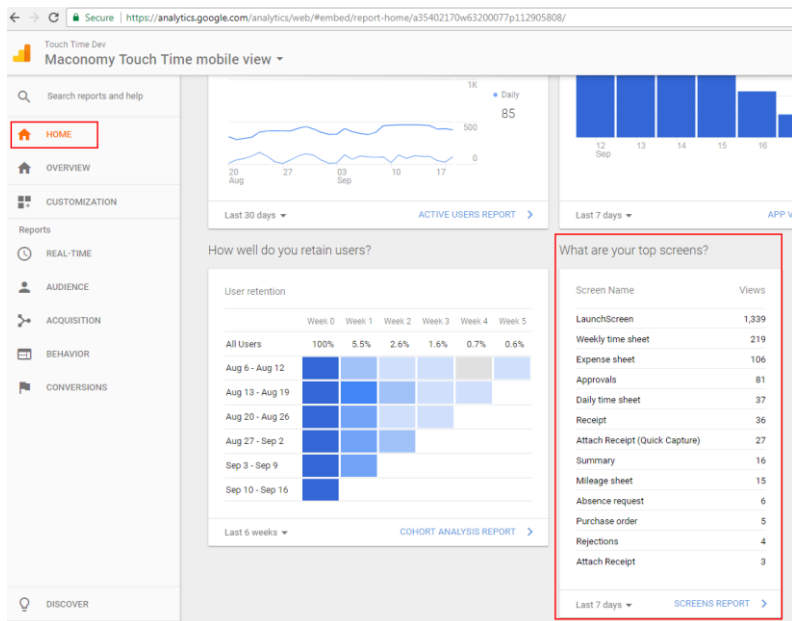 Secure | https://analytics.google.com/analytics/web/#embed/report-home/a35402170w63200077p112905808/
Touch Time Dev
Maconomy Touch Time mobile view
Search reports and help
HOME
OVERVIEW
CUSTOMIZATION
Reports
REAL-TIME
AUDIENCE
ACQUISITION
BEHAVIOR
CONVERSIONS
DISCOVER
1K
500
0
Daily
85
20 Aug
27
03 Sep
10
17
Last 30 days
ACTIVE USERS REPORT
12 Sep
13
14
15
16
Last 7 days
APP V
How well do you retain users?
User retention
Week 0 Week 1 Week 2 Week 3 Week 4 Week 5
All Users 100% 5.5% 2.6% 1.6% 0.7% 0.6%
Aug 6 - Aug 12
Aug 13 - Aug 19
Aug 20 - Aug 26
Aug 27 - Sep 2
Sep 3 - Sep 9
Sep 10 - Sep 16
Last 6 weeks
COHORT ANALYSIS REPORT
What are your top screens?
Screen Name Views
LaunchScreen 1,339
Weekly time sheet 219
Expense sheet 106
Approvals 81
Daily time sheet 37
Receipt 36
Attach Receipt (Quick Capture) 27
Summary 16
Mileage sheet 15
Absence request 6
Purchase order 5
Rejections 4
Attach Receipt 3
Last 7 days
SCREENS REPORT